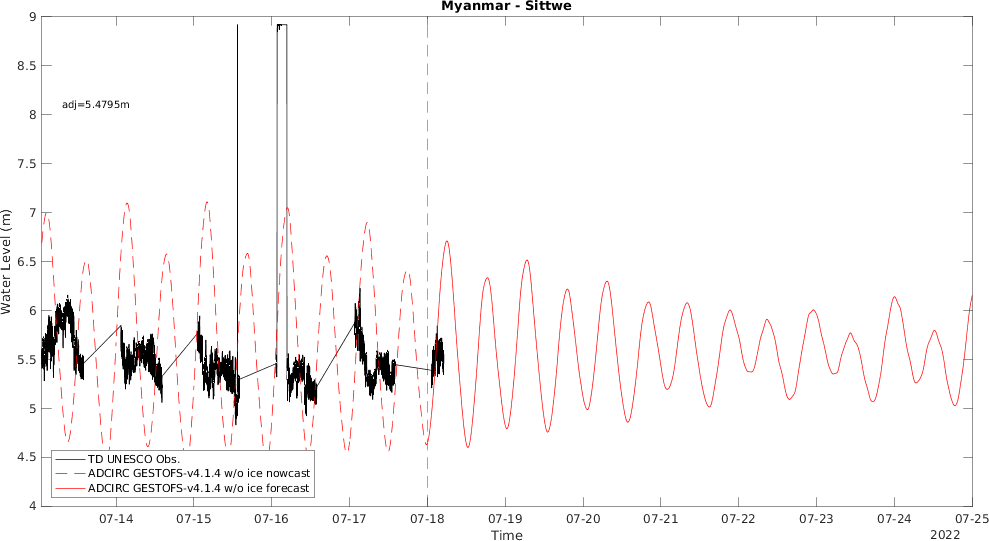 Myanmar - Sittwe
9
8.5
8
7.5
7
6.5
6
5.5
5
4.5
4
Water Level (m)
adj=5.4795m
TD UNESCO Obs.
ADCIRC GESTOFS-v4.1.4 w/o ice nowcast
ADCIRC GESTOFS-v4.1.4 w/o ice forecast
07-14 07-15 07-16 07-17 07-18 07-19 07-20 07-21 07-22 07-23 07-24 07-25
Time
2022